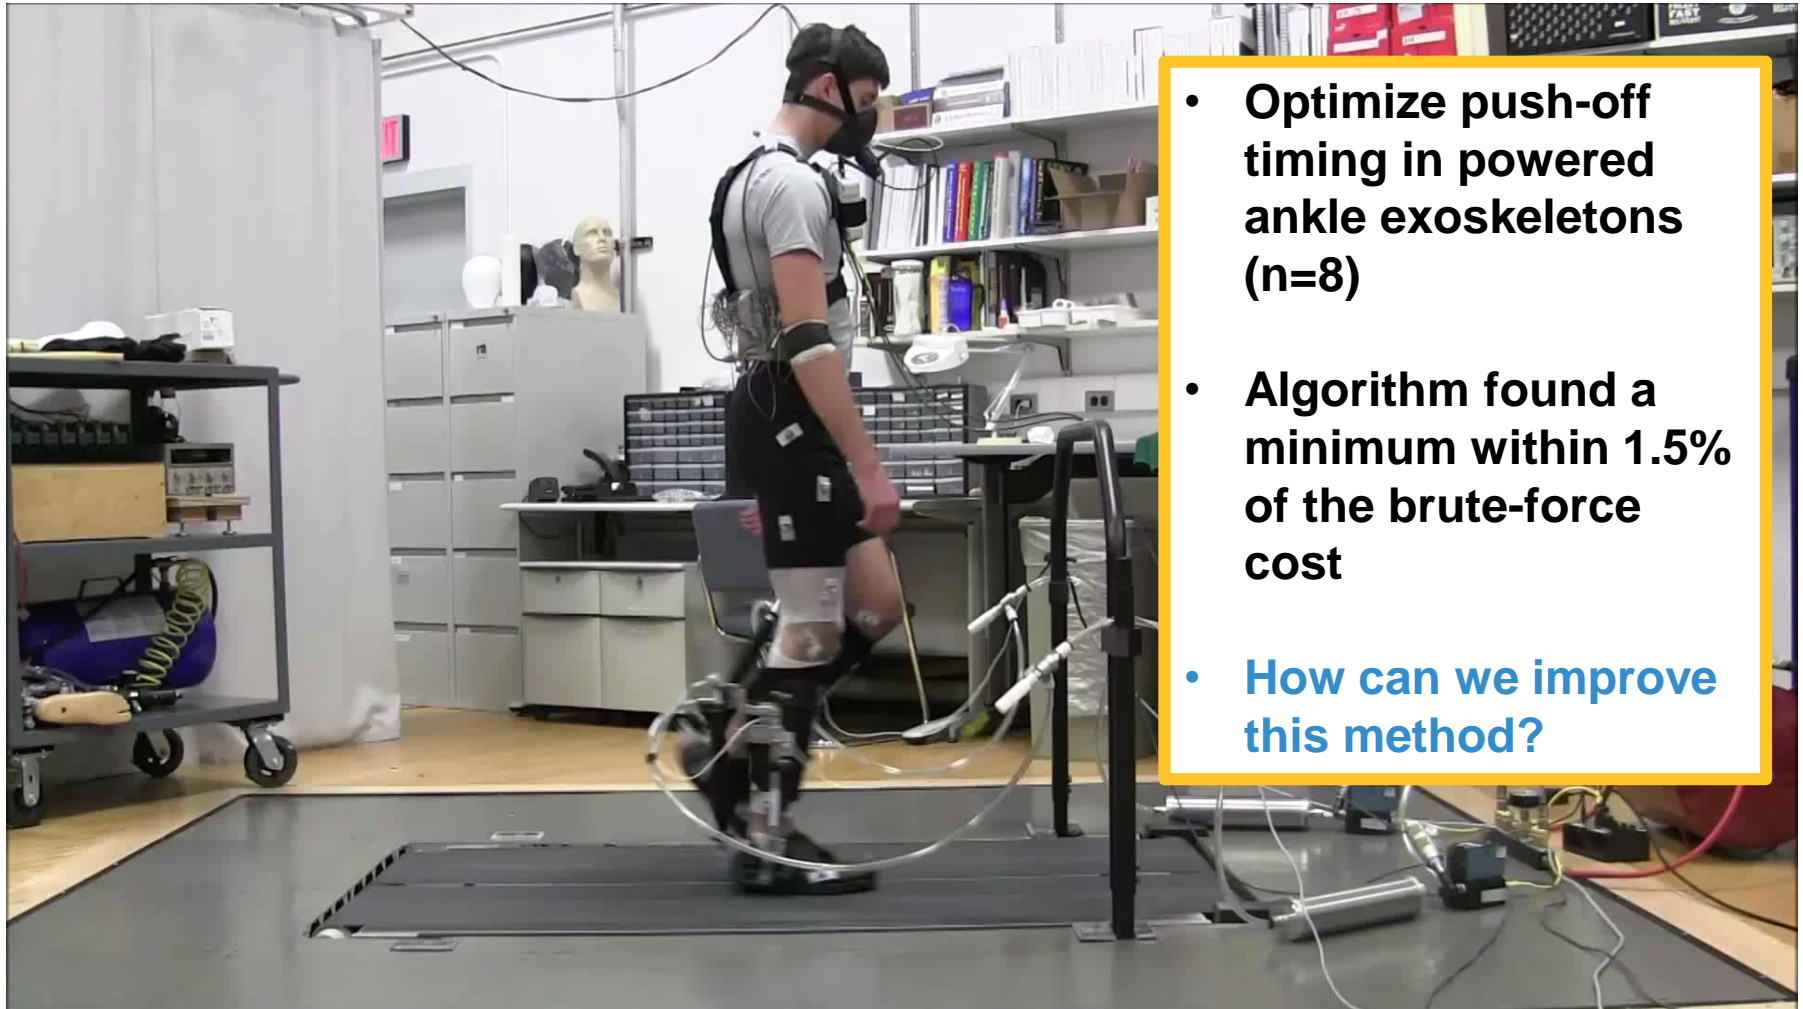 • Optimize push-off
timing in powered
ankle exoskeletons
(n=8)
• Algorithm found a
minimum within 1.5%
of the brute-force
cost
• How can we improve
this method?
FAST